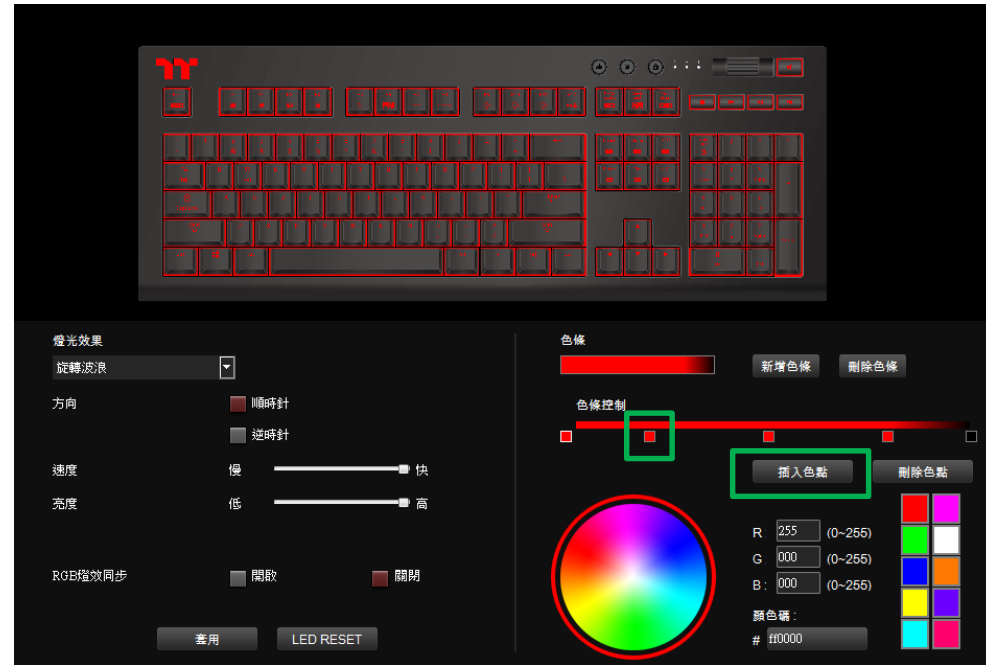 燈光效果
旋轉波浪
方向
順時針
逆時針
速度
慢
快
亮度
低
高
RGB燈效同步
開啟
關閉
套用
LED RESET
色條
新增色條
刪除色條
色條控制
插入色點
刪除色點
R 255 (0~255)
G 000 (0~255)
B : 000 (0~255)
顏色碼 :
# ff0000